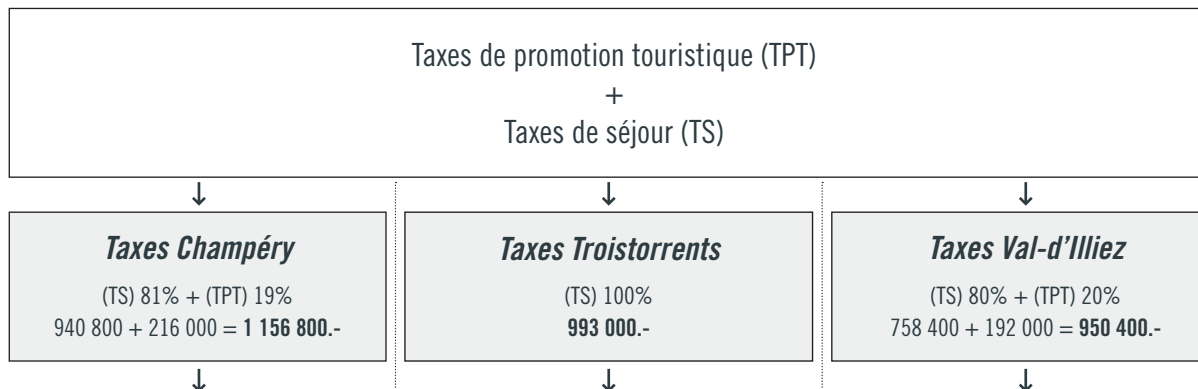 Taxes de promotion touristique (TPT)
+
Taxes de séjour (TS)
Taxes Champéry
(TS) 81% + (TPT) 19%
940 800 + 216 000 = 1 156 800.-
Taxes Troistorrents
(TS) 100%
993 000.-
Taxes Val-d'Illiez
(TS) 80% + (TPT) 20%
758 400 + 192 000 = 950 400.-